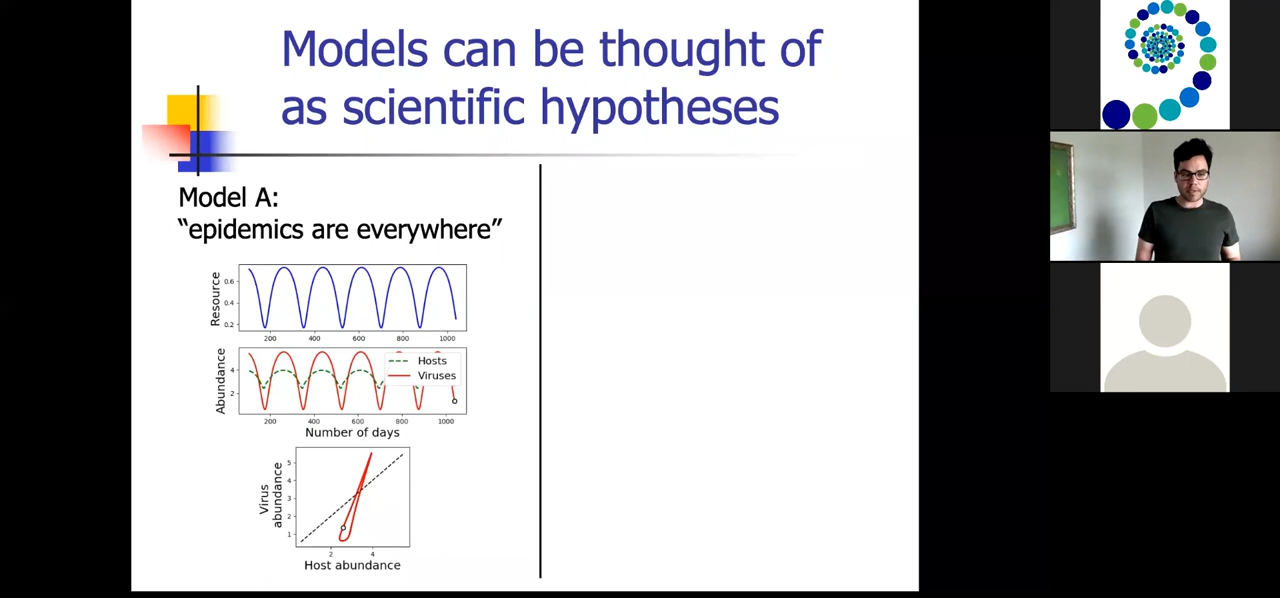 Models can be thought of
as scientific hypotheses
Model A:
“epidemics are everywhere”
Resource
0.6
0.4
0.2
200 400 600 800 1000
Abundance
4
2
Hosts
Viruses
200 400 600 800 1000
Number of days
Virus
abundance
5
4
3
2
1
2 4
Host abundance